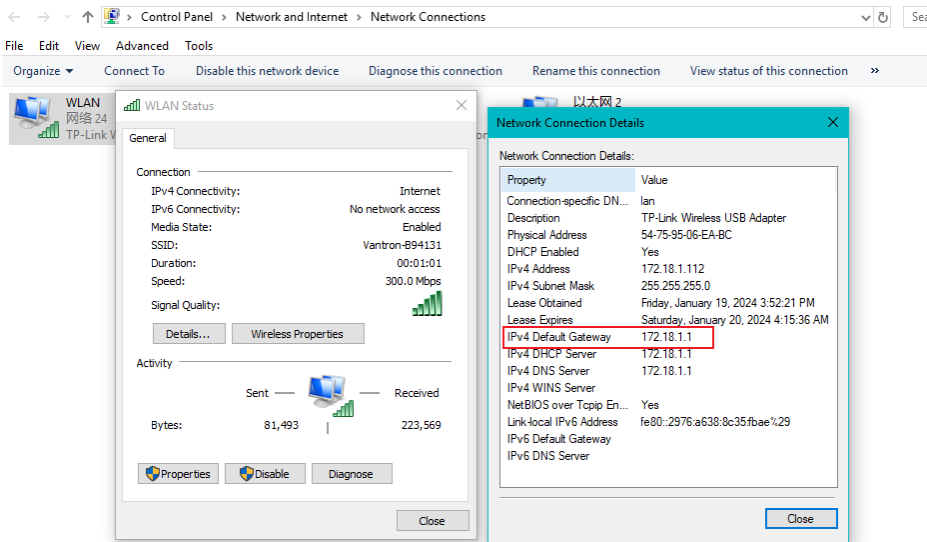 Control Panel > Network and Internet > Network Connections
Sea
File Edit View Advanced Tools
Organize Connect To Disable this network device Diagnose this connection Rename this connection View status of this connection »
WLAN
网络 24
TP-Link W
以太网 2
WLAN Status
General
Connection
IPv4 Connectivity: Internet
IPv6 Connectivity: No network access
Media State: Enabled
SSID: Vantron-B94131
Duration: 00:01:01
Speed: 300.0 Mbps
Signal Quality:
Details... Wireless Properties
Activity
Sent Received
Bytes: 81,493 223,569
Properties Disable Diagnose
Close
Network Connection Details
Network Connection Details:
Property Value
Connection-specific DN... lan
Description TP-Link Wireless USB Adapter
Physical Address 54-75-95-06-EA-BC
DHCP Enabled Yes
IPv4 Address 172.18.1.112
IPv4 Subnet Mask 255.255.255.0
Lease Obtained Friday, January 19, 2024 3:52:21 PM
Lease Expires Saturday, January 20, 2024 4:15:36 AM
IPv4 Default Gateway 172.18.1.1
IPv4 DHCP Server 172.18.1.1
IPv4 DNS Server 172.18.1.1
IPv4 WINS Server
NetBIOS over Tcpip En... Yes
Link-local IPv6 Address fe80::2976:a638:8c35:fbae%29
IPv6 Default Gateway
IPv6 DNS Server
Close